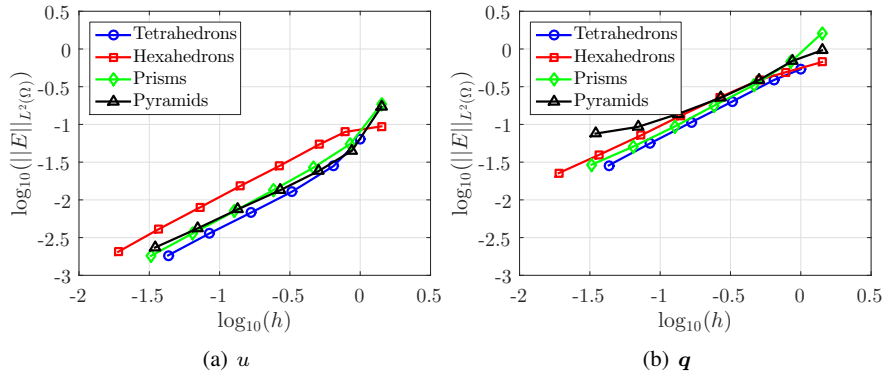 Tetrahedrons
Hexahedrons
Prisms
Pyramids
0.5
0
-0.5
-1
-1.5
-2
-2.5
-3
-2
-1.5
-1
-0.5
0
0.5
log₁₀(||E||_{L²(Ω)})
log₁₀(h)
(a) u
Tetrahedrons
Hexahedrons
Prisms
Pyramids
0.5
0
-0.5
-1
-1.5
-2
-2.5
-3
-2
-1.5
-1
-0.5
0
0.5
log₁₀(||E||_{L²(Ω)})
log₁₀(h)
(b) q